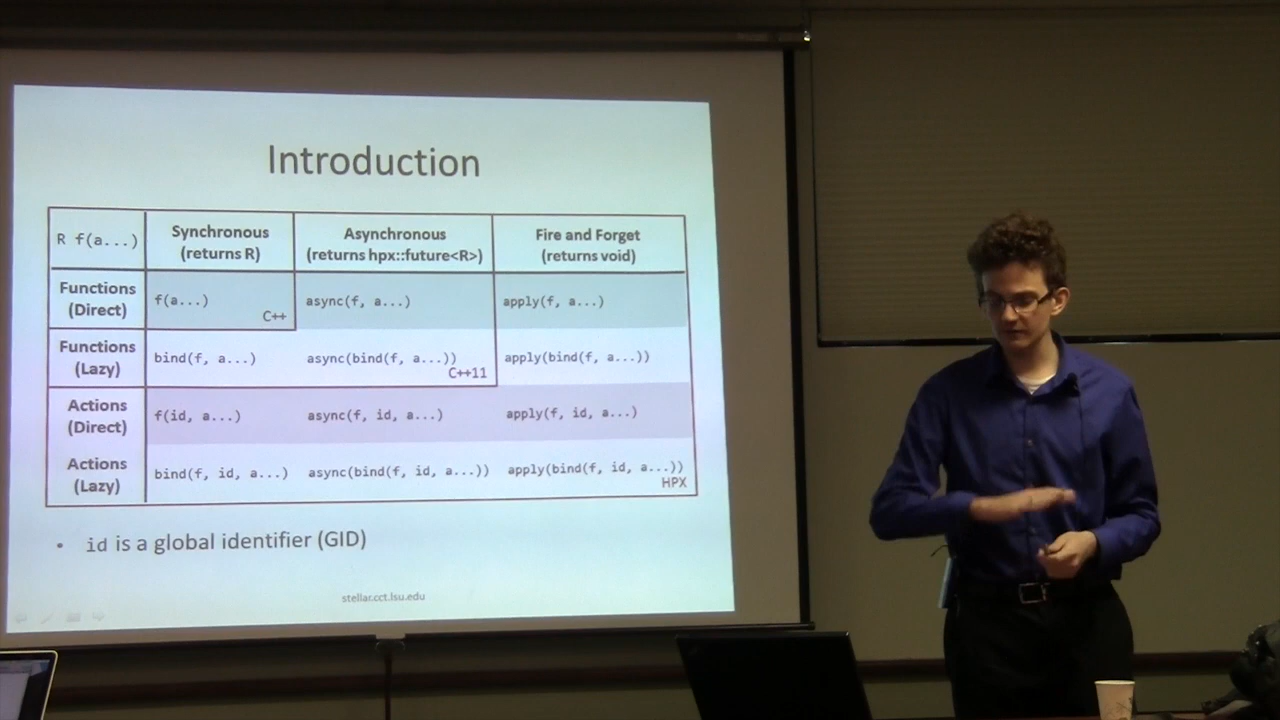 Introduction
R f(a...)
Synchronous
(returns R)
Asynchronous
(returns hpx::future<R>)
Fire and Forget
(returns void)
Functions
(Direct)
f(a...)
C++
async(f, a...)
apply(f, a...)
Functions
(Lazy)
bind(f, a...)
async(bind(f, a...))
C++11
apply(bind(f, a...))
Actions
(Direct)
f(id, a...)
async(f, id, a...)
apply(f, id, a...)
Actions
(Lazy)
bind(f, id, a...)
async(bind(f, id, a...))
apply(bind(f, id, a...))
HPX
• id is a global identifier (GID)
stellar.cct.lsu.edu